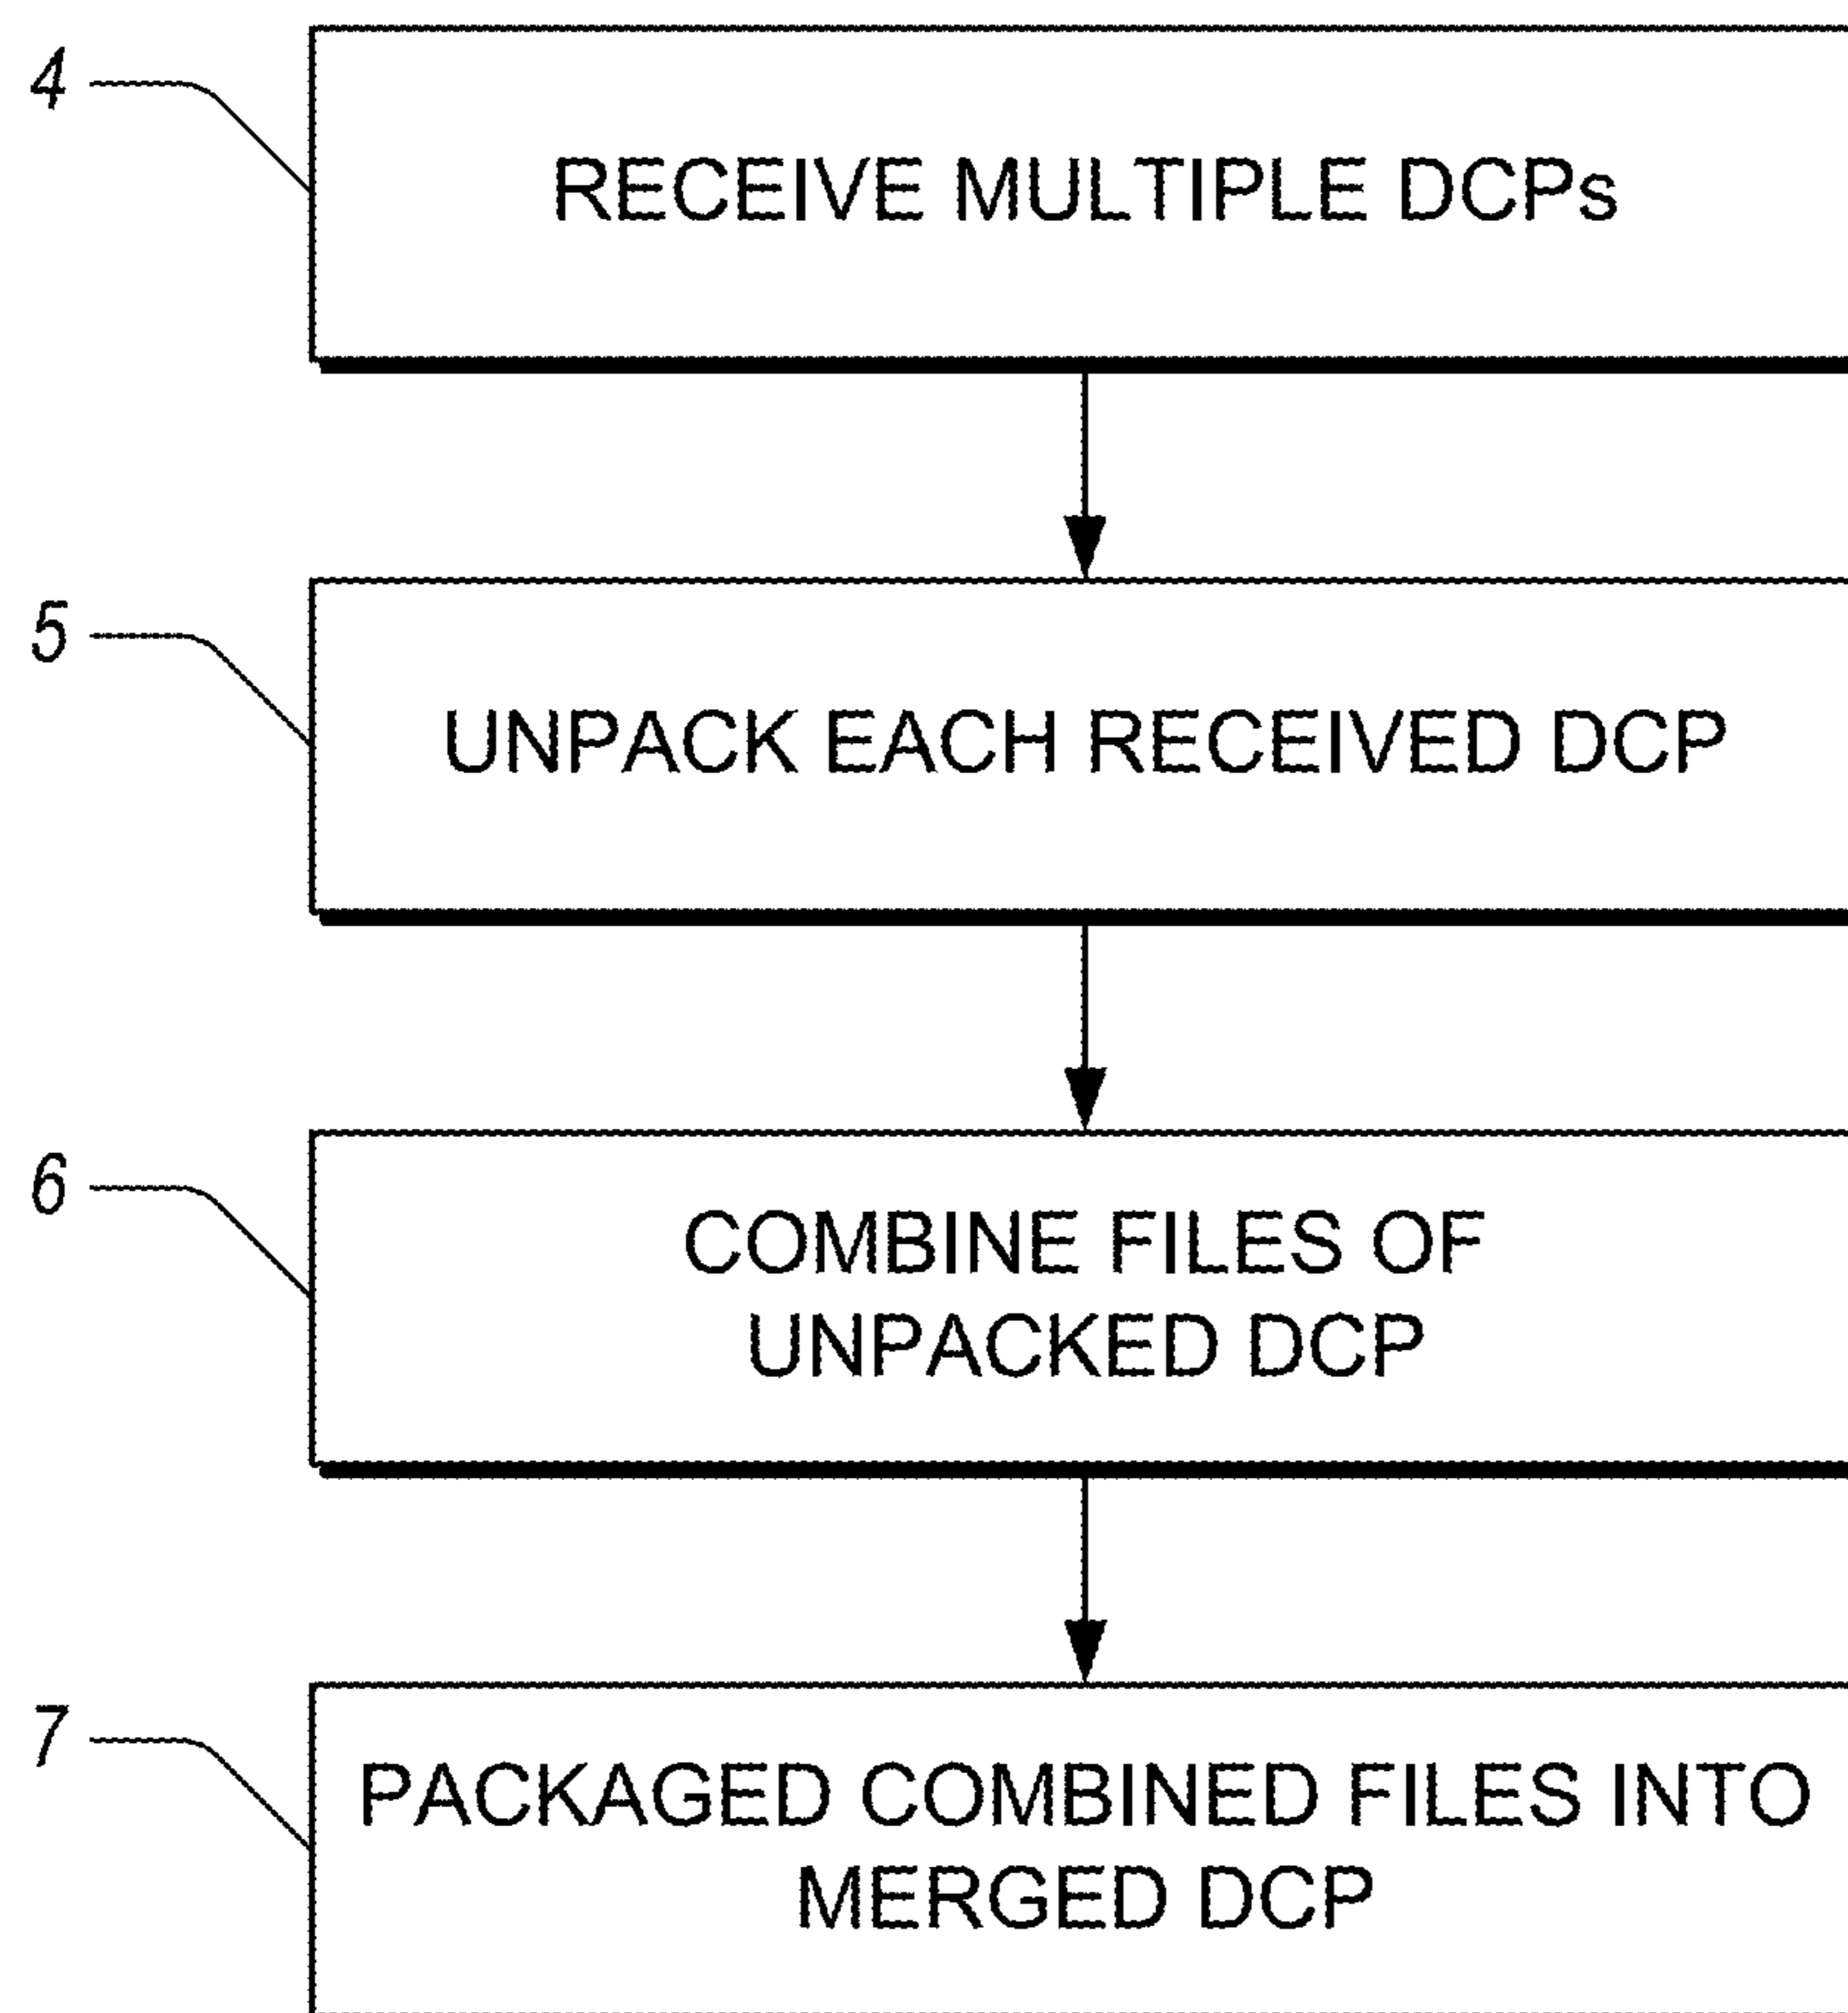 4
RECEIVE MULTIPLE DCPs
5
UNPACK EACH RECEIVED DCP
6
COMBINE FILES OF
UNPACKED DCP
7
PACKAGED COMBINED FILES INTO
MERGED DCP